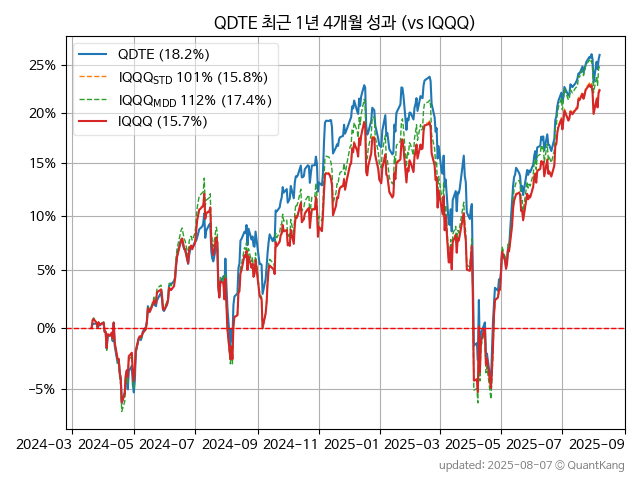 QDTE 최근 1년 4개월 성과 (vs IQQQ)
QDTE (18.2%)
IQQQSTD 101% (15.8%)
IQQQMDD 112% (17.4%)
IQQQ (15.7%)
25%
20%
15%
10%
5%
0%
−5%
2024-03 2024-05 2024-07 2024-09 2024-11 2025-01 2025-03 2025-05 2025-07 2025-09
updated: 2025-08-07 © QuantKang